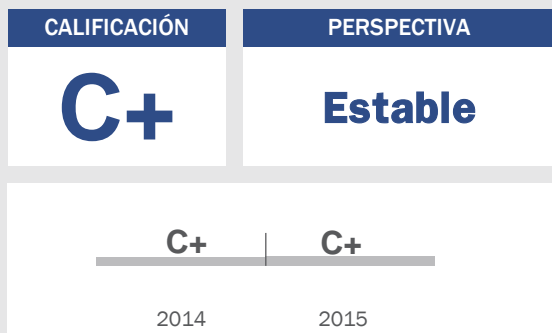 CALIFICACIÓN
PERSPECTIVA
C+
Estable
C+ C+
2014 2015